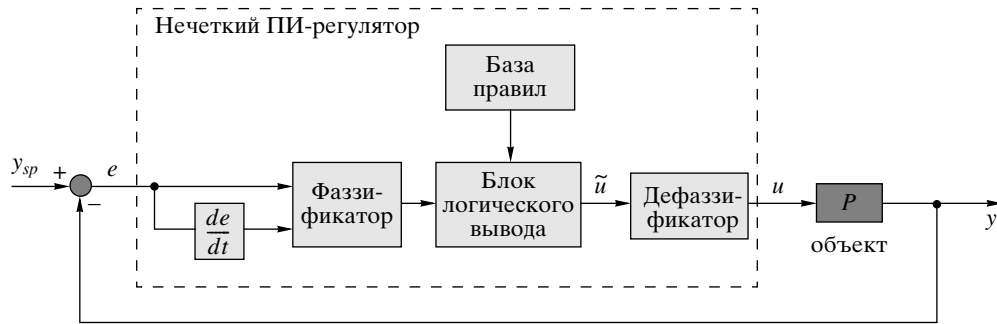 Нечеткий ПИ-регулятор
База
правил
y_sp
+
e
−
Фаззи-
фикатор
de
dt
Блок
логического
вывода
ũ
Дефаззи-
фикатор
u
P
объект
y